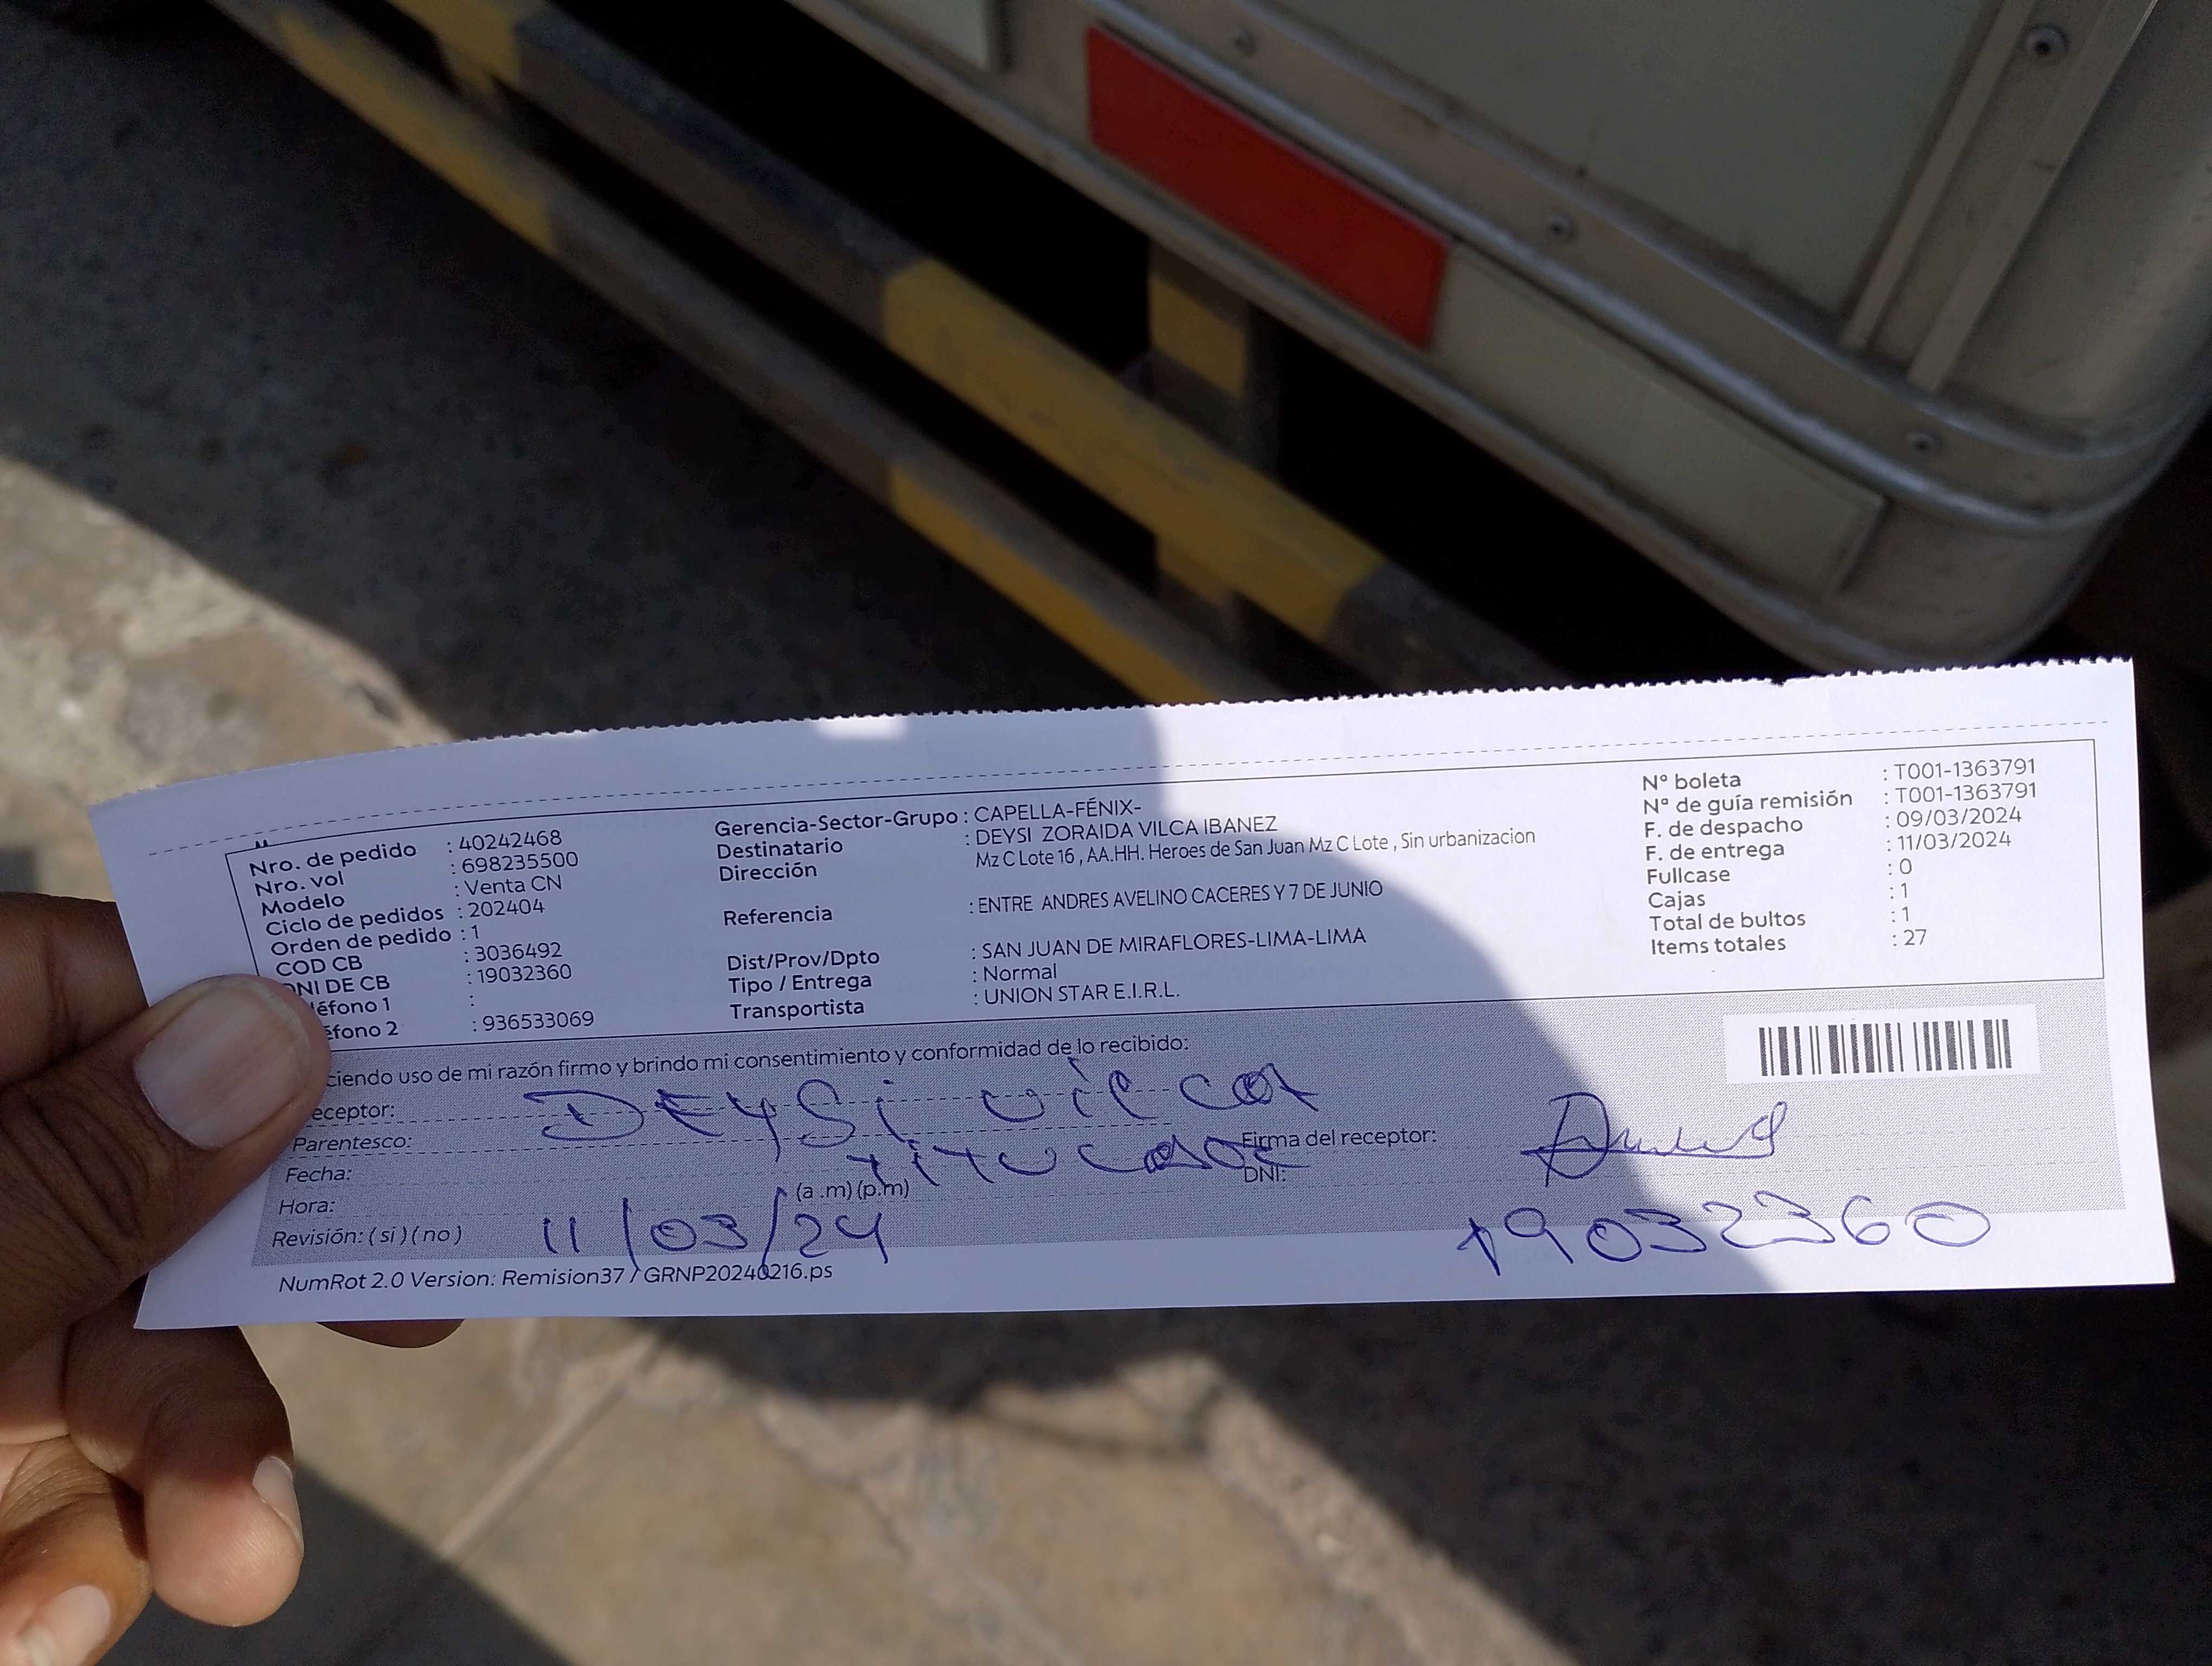 Nro. de pedido : 40242468
Nro. vol : 698235500
Modelo : Venta CN
Ciclo de pedidos : 202404
Orden de pedido : 1
COD CB : 3036492
DNI DE CB : 19032360
léfono 1 :
éfono 2 : 936533069
Gerencia-Sector-Grupo : CAPELLA-FÉNIX-
Destinatario : DEYSI ZORAIDA VILCA IBANEZ
Dirección Mz C Lote 16 , AA.HH. Heroes de San Juan Mz C Lote , Sin urbanizacion
Referencia : ENTRE ANDRES AVELINO CACERES Y 7 DE JUNIO
Dist/Prov/Dpto : SAN JUAN DE MIRAFLORES-LIMA-LIMA
Tipo / Entrega : Normal
Transportista : UNION STAR E.I.R.L.
N° boleta : T001-1363791
N° de guía remisión : T001-1363791
F. de despacho : 09/03/2024
F. de entrega : 11/03/2024
Fullcase : 0
Cajas : 1
Total de bultos : 1
Items totales : 27
ciendo uso de mi razón firmo y brindo mi consentimiento y conformidad de lo recibido:
eceptor: DEYSi vilca
Parentesco: titucaoe
Firma del receptor:
Fecha:
DNI:
Hora: (a .m) (p.m)
Revisión: ( si ) ( no ) 11/03/24
19032360
NumRot 2.0 Version: Remision37 / GRNP20240216.ps